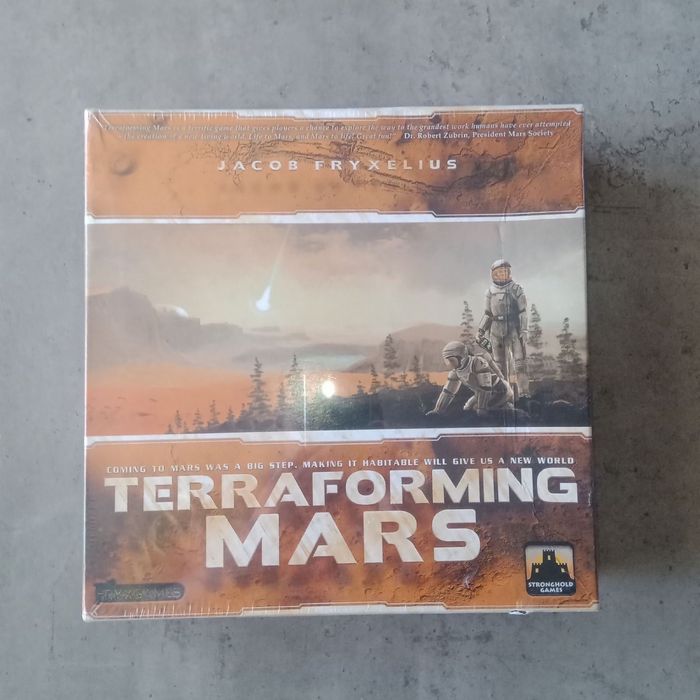 Terraforming Mars is a terrific game that gives players a chance to explore the way to the grandest work humans have ever attempted
- the creation of a new living world. Life to Mars, and Mars to life! Great fun!" Dr. Robert Zubrin, President Mars Society
JACOB FRYXELIUS
COMING TO MARS WAS A BIG STEP. MAKING IT HABITABLE WILL GIVE US A NEW WORLD
TERRAFORMING
MARS
FRYXGAMES
STRONGHOLD
GAMES